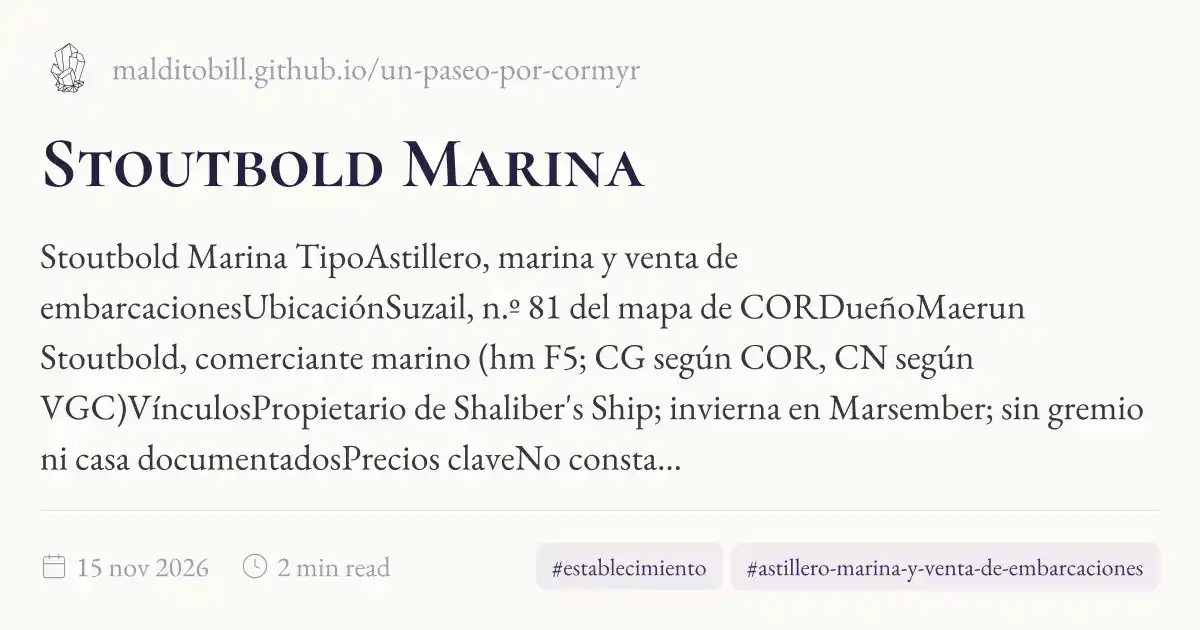 malditobill.github.io/un-paseo-por-cormyr
Stoutbold Marina
Stoutbold Marina TipoAstillero, marina y venta de
embarcacionesUbicaciónSuzail, n.º 81 del mapa de CORDueñoMaerun
Stoutbold, comerciante marino (hm F5; CG según COR, CN según
VGC)VínculosPropietario de Shaliber's Ship; invierna en Marsember; sin gremio
ni casa documentadosPrecios claveNo consta...
15 nov 2026 2 min read #establecimiento #astillero-marina-y-venta-de-embarcaciones